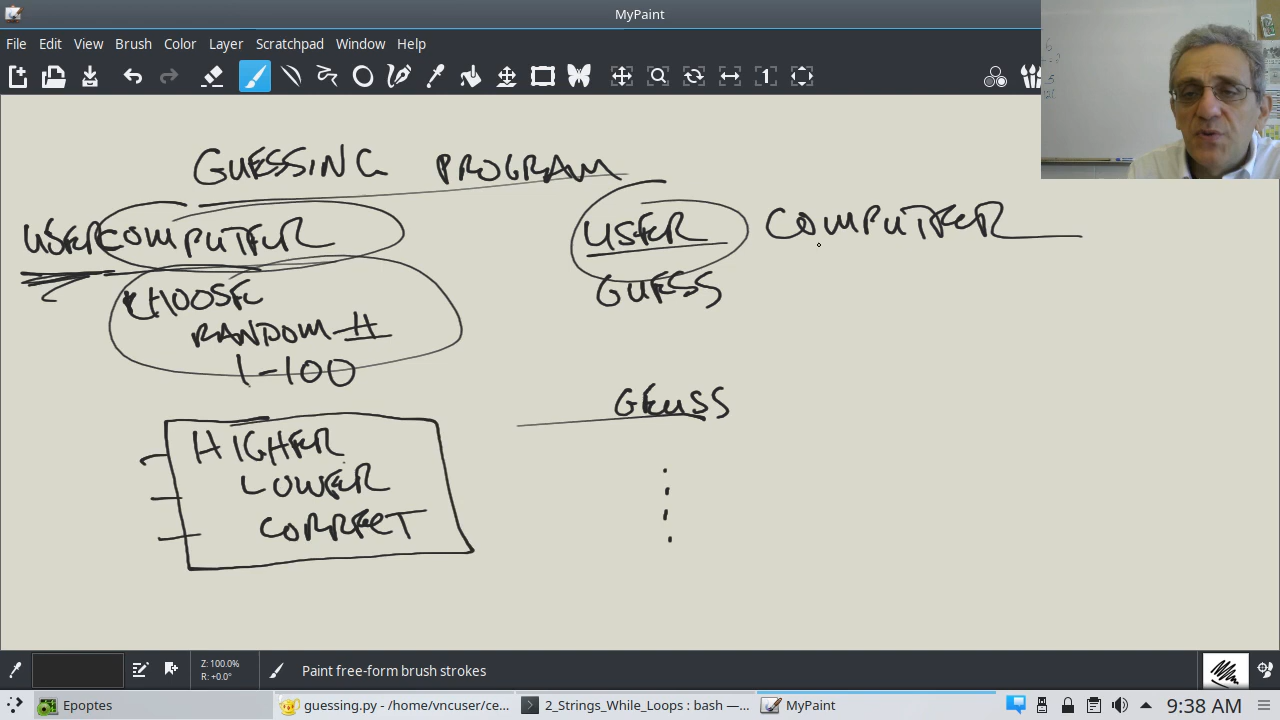 MyPaint
File Edit View Brush Color Layer Scratchpad Window Help
GUESSING PROGRAM
USER COMPUTER
USER COMPUTER
CHOOSE
RANDOM #
1-100
GUESS
GEUSS
HIGHER
LOWER
CORRECT
Z: 100.0%
R: +0.0°
Paint free-form brush strokes
Epoptes
guessing.py - /home/vncuser/ce...
2_Strings_While_Loops : bash —...
MyPaint
9:38 AM